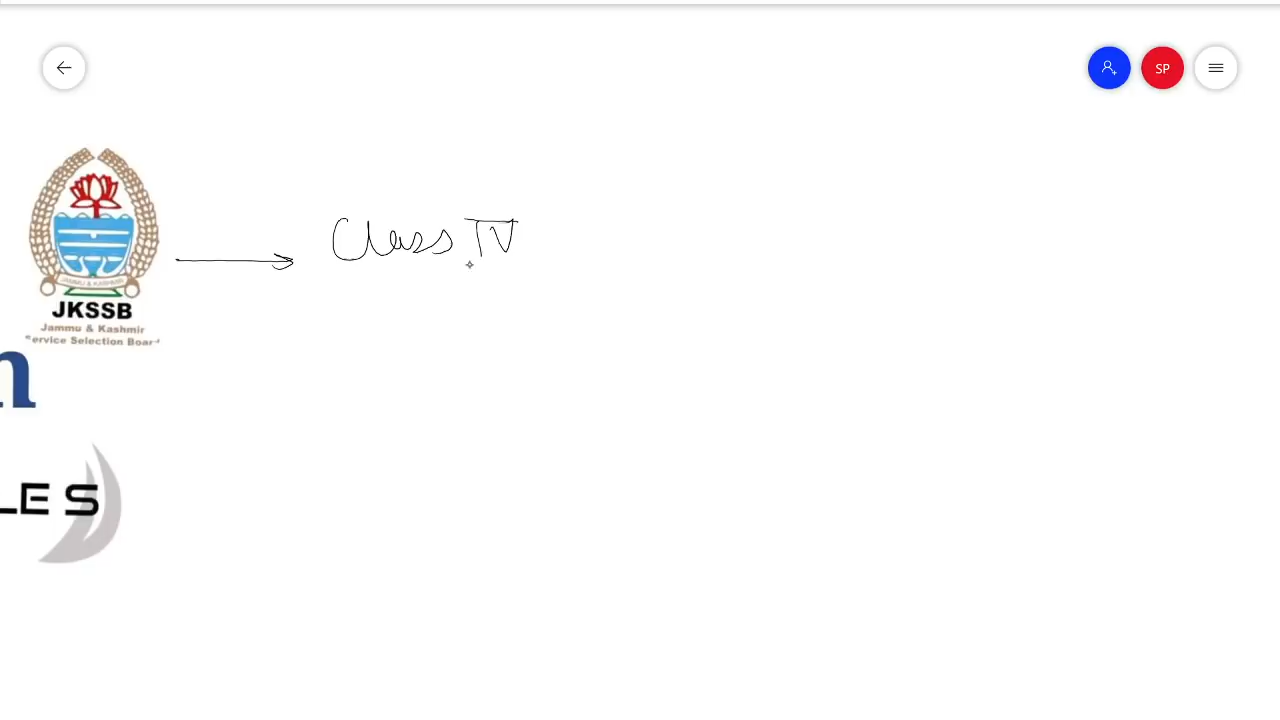 SP
JAMMU & KASHMIR
Class IV
JKSSB
Jammu & Kashmir
Service Selection Board
n
LES